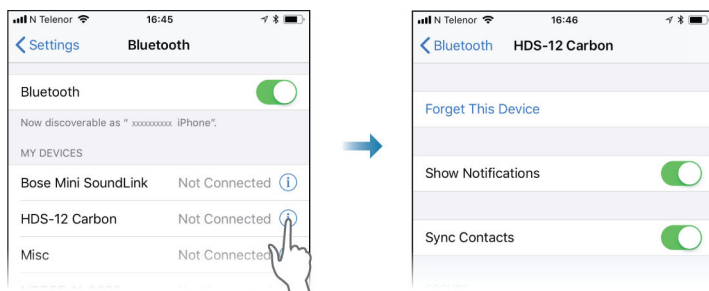 N Telenor 16:45
Settings Bluetooth
Bluetooth
Now discoverable as " xxxxxxxxxx iPhone".
MY DEVICES
Bose Mini SoundLink Not Connected i
HDS-12 Carbon Not Connected i
Misc Not Connected
N Telenor 16:46
Bluetooth HDS-12 Carbon
Forget This Device
Show Notifications
Sync Contacts